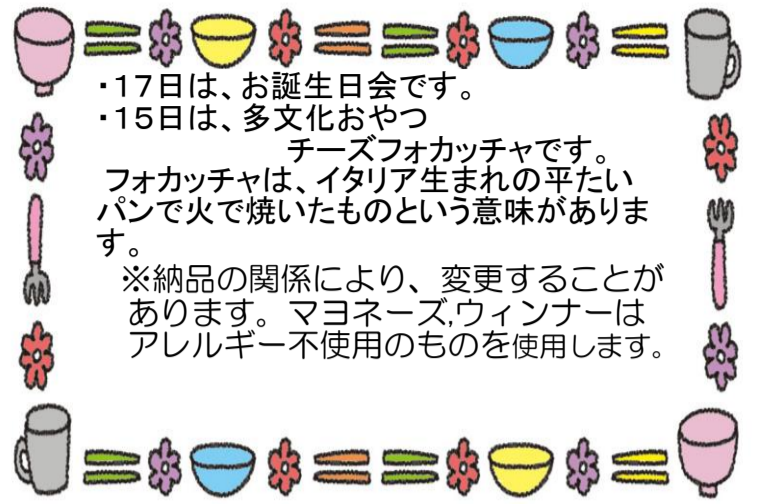 ・17日は、お誕生日会です。
・15日は、多文化おやつ
チーズフォカッチャです。
フォカッチャは、イタリア生まれの平たい
パンで火で焼いたものという意味がありま
す。
※納品の関係により、変更することが
あります。マヨネーズ,ウィンナーは
アレルギー不使用のものを使用します。